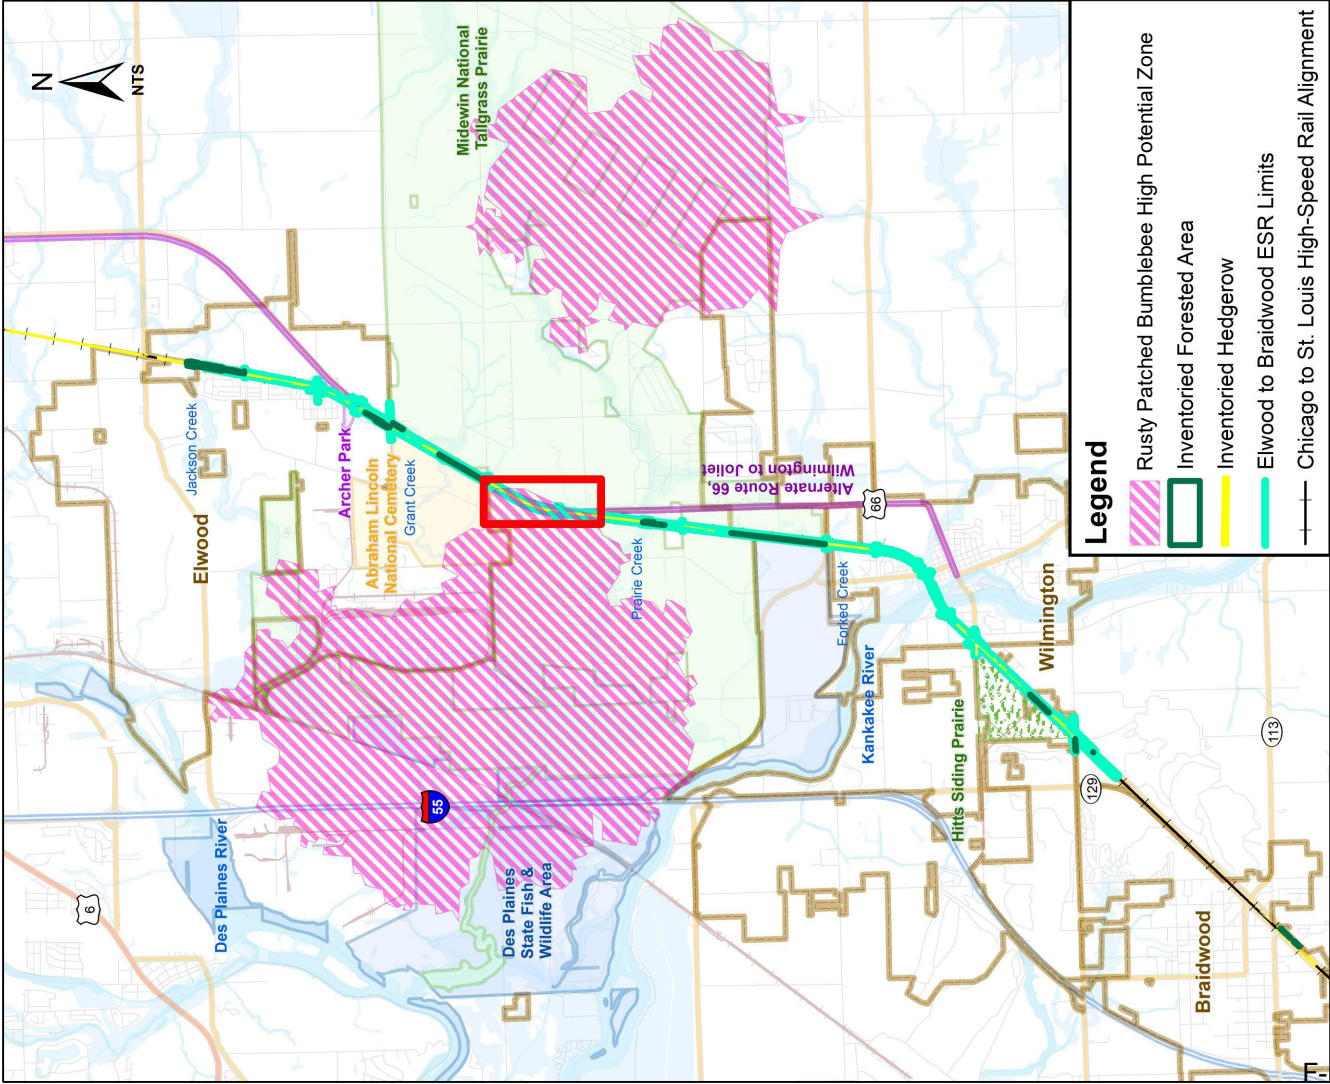 N
NTS
Midewin National
Tallgrass Prairie
Jackson Creek
Archer Park
Elwood
Abraham Lincoln
National Cemetery
Grant Creek
Alternate Route 66,
Wilmington to Joliet
66
Prairie Creek
Forked Creek
Kankakee River
Wilmington
Hitts Siding Prairie
55
6
Des Plaines River
Des Plaines
State Fish &
Wildlife Area
129
113
Braidwood
Legend
Rusty Patched Bumblebee High Potential Zone
Inventoried Forested Area
Inventoried Hedgerow
Elwood to Braidwood ESR Limits
Chicago to St. Louis High-Speed Rail Alignment
F-